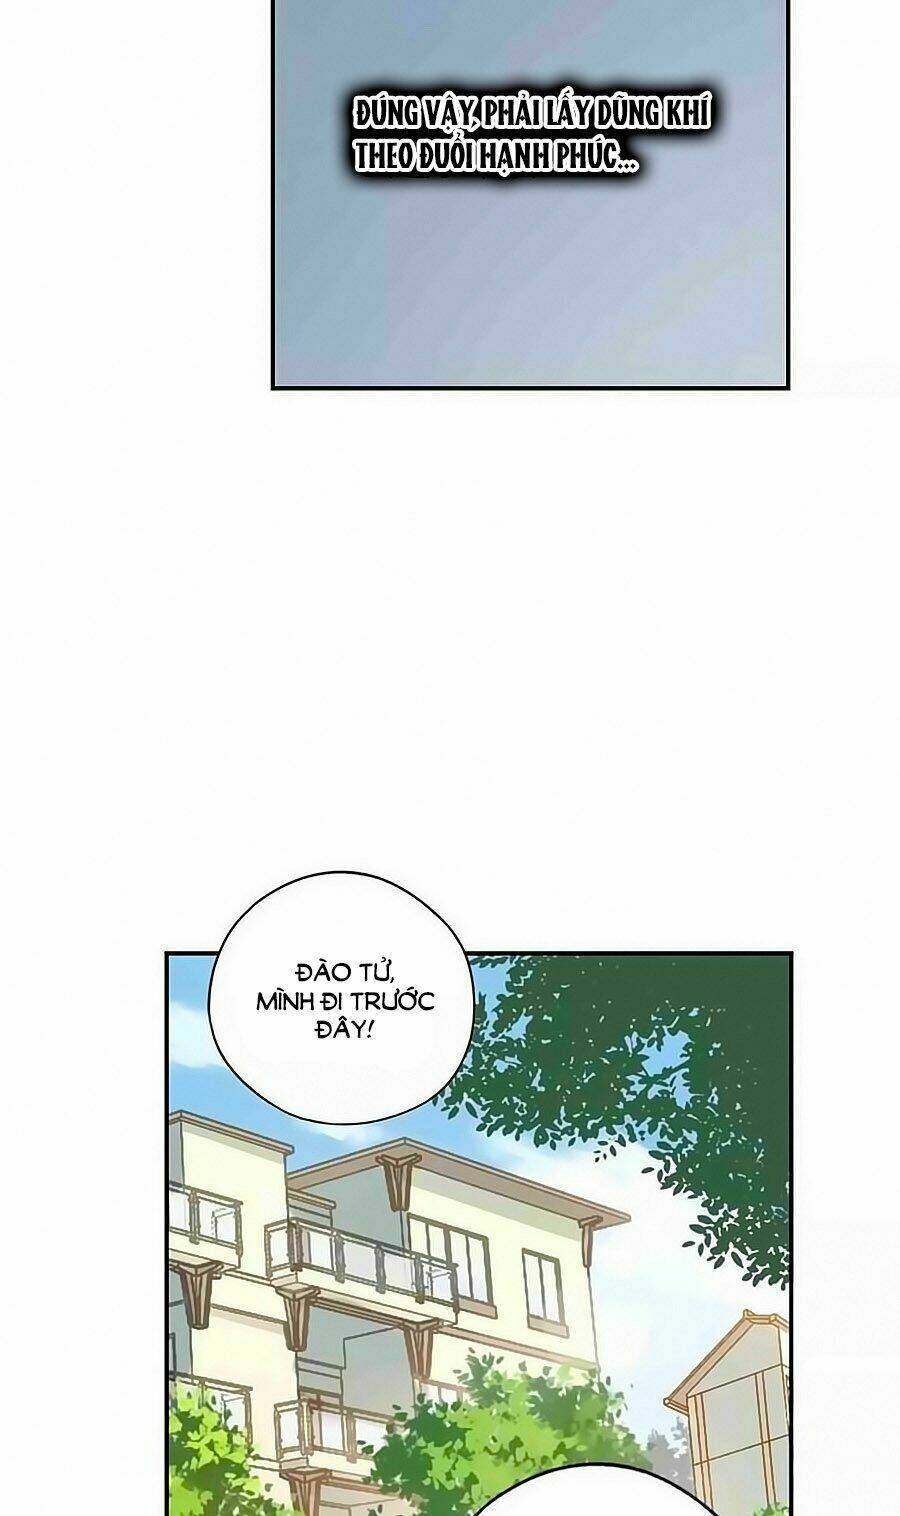 ĐÚNG VẬY, PHẢI LẤY DŨNG KHÍ
THEO ĐUỔI HẠNH PHÚC...
ĐÀO TỬ,
MÌNH ĐI TRƯỚC
ĐÂY!